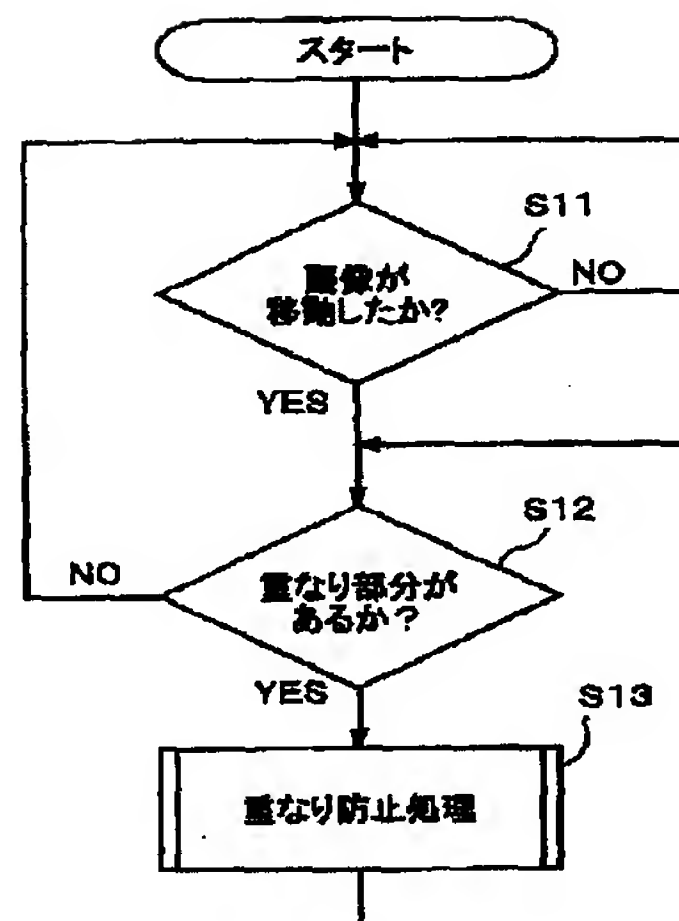 スタート
S11
画像が
移動したか?
NO
YES
S12
重なり部分が
あるか?
NO
YES
S13
重なり防止処理